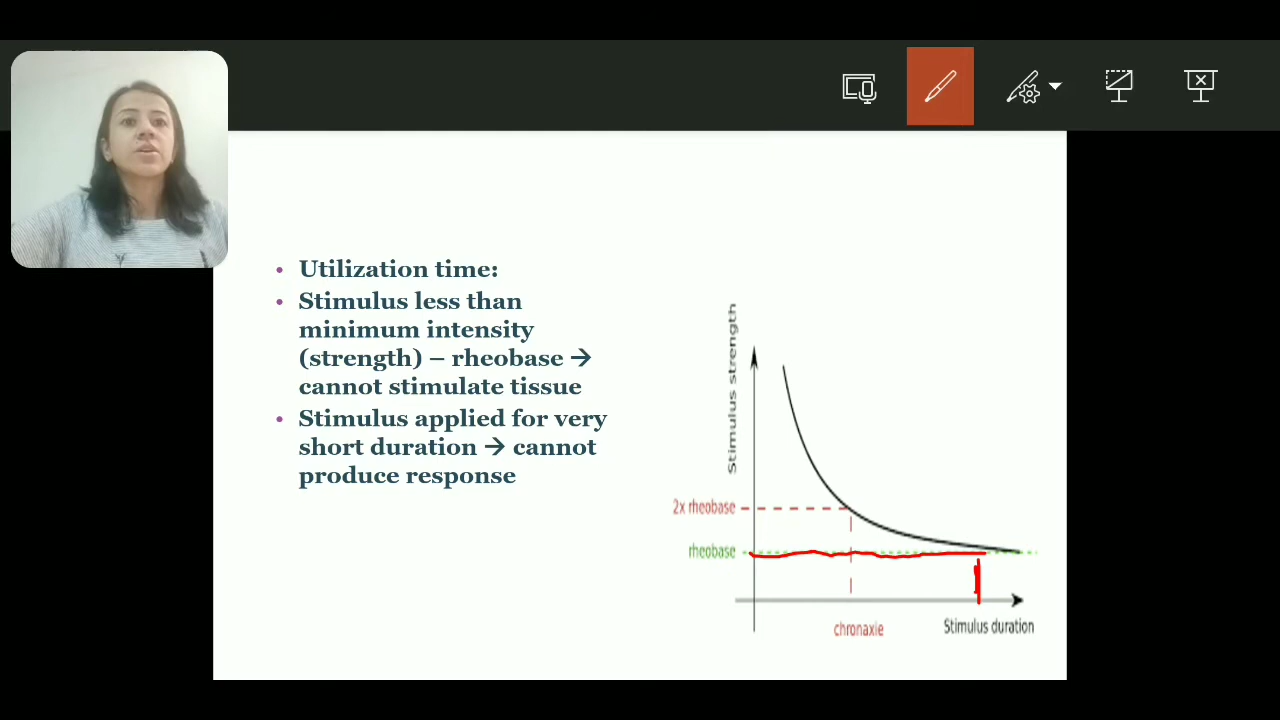 • Utilization time:
• Stimulus less than
minimum intensity
(strength) – rheobase →
cannot stimulate tissue
• Stimulus applied for very
short duration → cannot
produce response
Stimulus strength
2x rheobase
rheobase
chronaxie
Stimulus duration